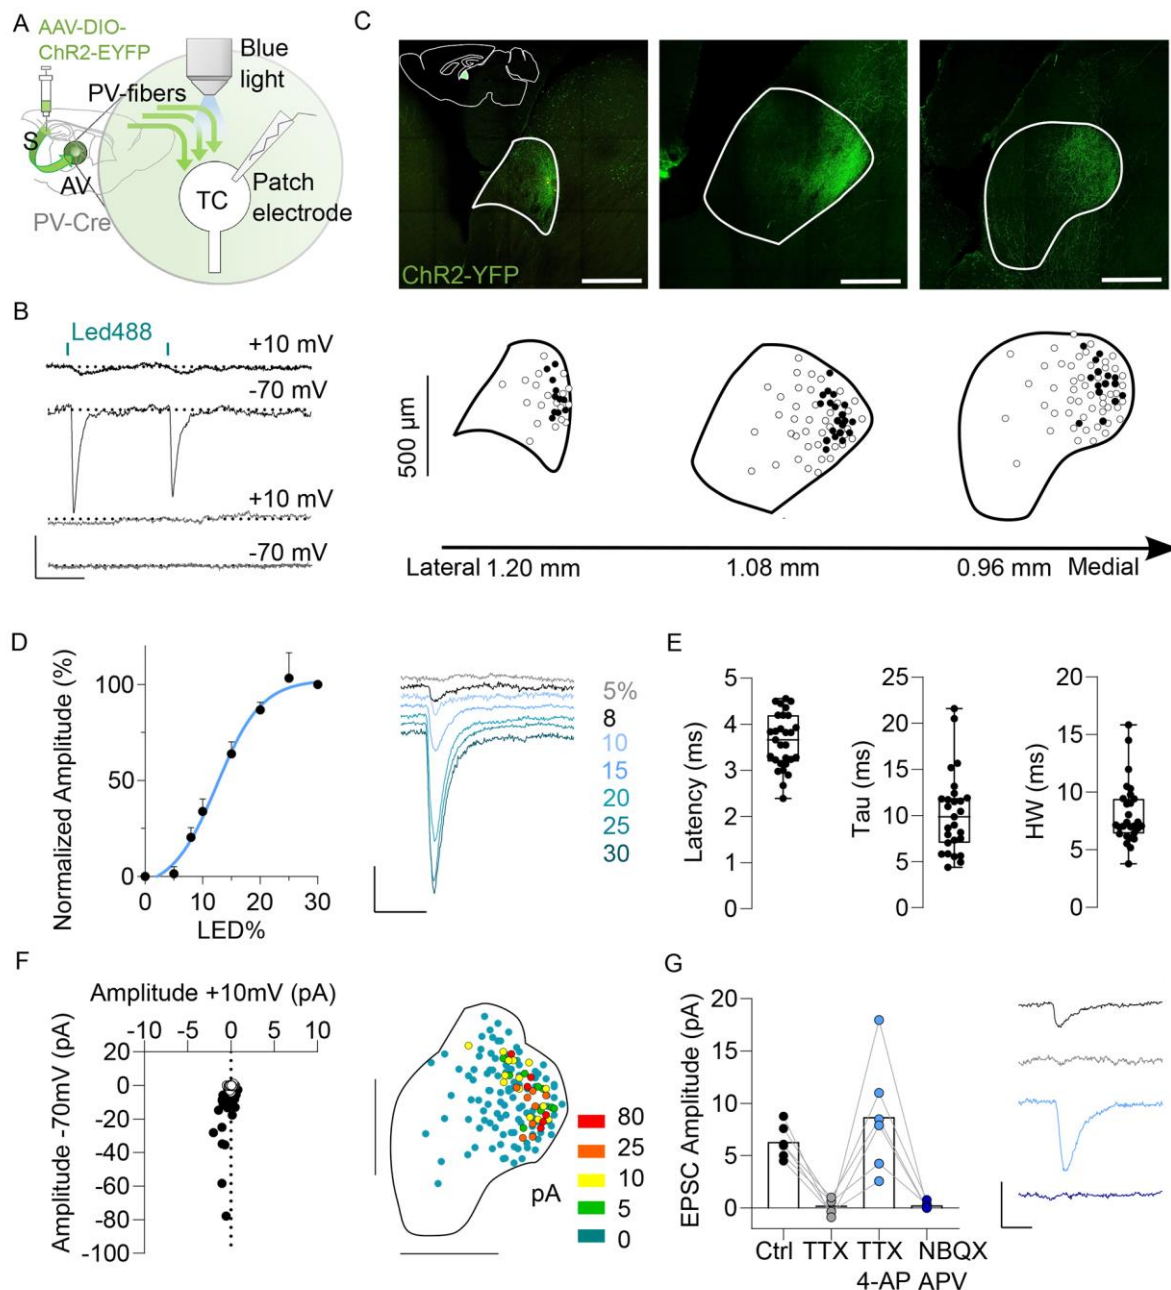 A
AAV-DIO-
ChR2-EYFP
Blue
light
PV-fibers
S
AV
TC
Patch
electrode
PV-Cre
B
Led488
+10 mV
-70 mV
+10 mV
-70 mV
C
ChR2-YFP
500 µm
Lateral 1.20 mm 1.08 mm 0.96 mm Medial
D
Normalized Amplitude (%)
100
50
0
0 10 20 30
LED%
5%
8
10
15
20
25
30
E
Latency (ms)
5
4
3
2
1
0
Tau (ms)
25
20
15
10
5
0
HW (ms)
20
15
10
5
0
F
Amplitude +10mV (pA)
-10 -5 0 5 10
Amplitude -70mV (pA)
20
0
-20
-40
-60
-80
-100
pA
80
25
10
5
0
G
EPSC Amplitude (pA)
20
15
10
5
0
Ctrl TTX TTX NBQX
4-AP APV